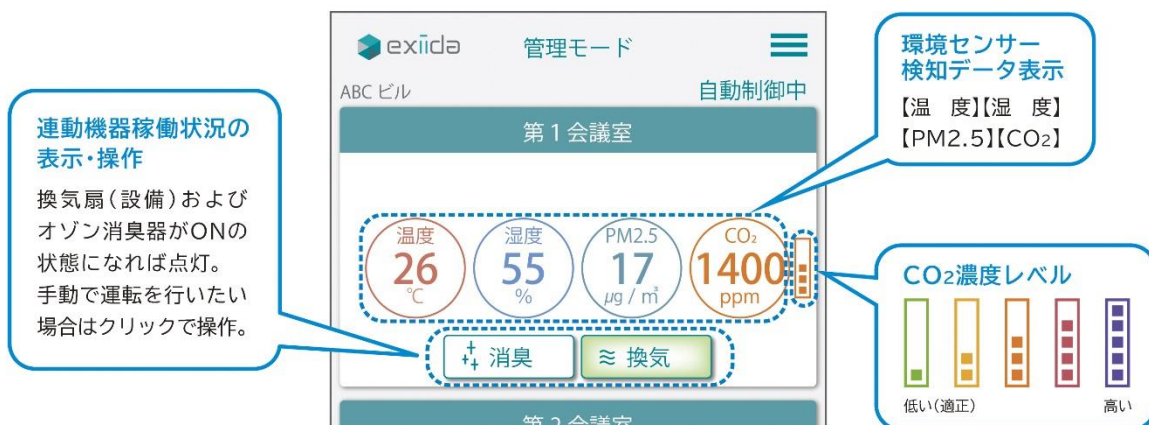 exiida
管理モード
ABC ビル
自動制御中
第1会議室
温度
26
℃
湿度
55
%
PM2.5
17
μg / ㎥
CO₂
1400
ppm
消臭
換気
第2会議室
連動機器稼働状況の
表示・操作
換気扇(設備)および
オゾン消臭器がONの
状態になれば点灯。
手動で運転を行いたい
場合はクリックで操作。
環境センサー
検知データ表示
【温　度】【湿　度】
【PM2.5】【CO₂】
CO₂濃度レベル
低い(適正)
高い